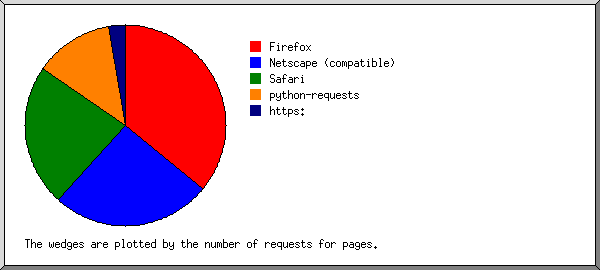 Firefox
Netscape (compatible)
Safari
python-requests
https:
The wedges are plotted by the number of requests for pages.